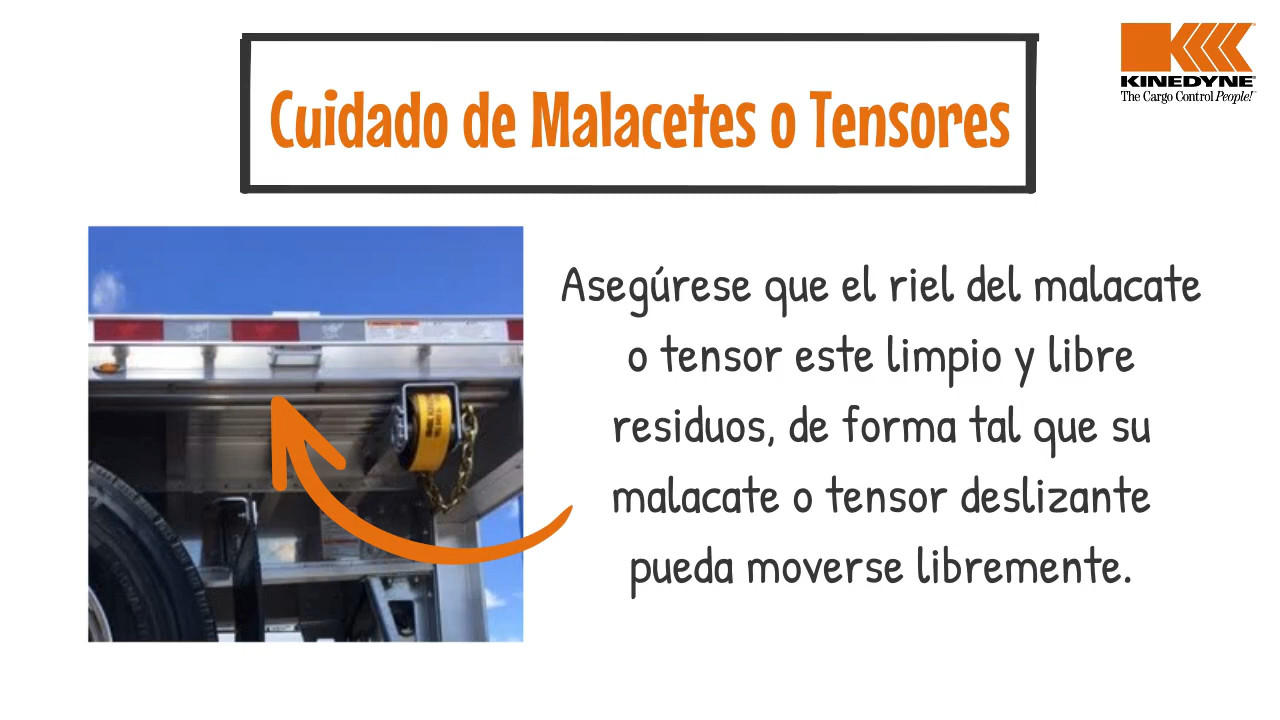 KINEDYNE
The Cargo Control People!
Cuidado de Malacetes o Tensores
Asegúrese que el riel del malacate
o tensor este limpio y libre
residuos, de forma tal que su
malacate o tensor deslizante
pueda moverse libremente.